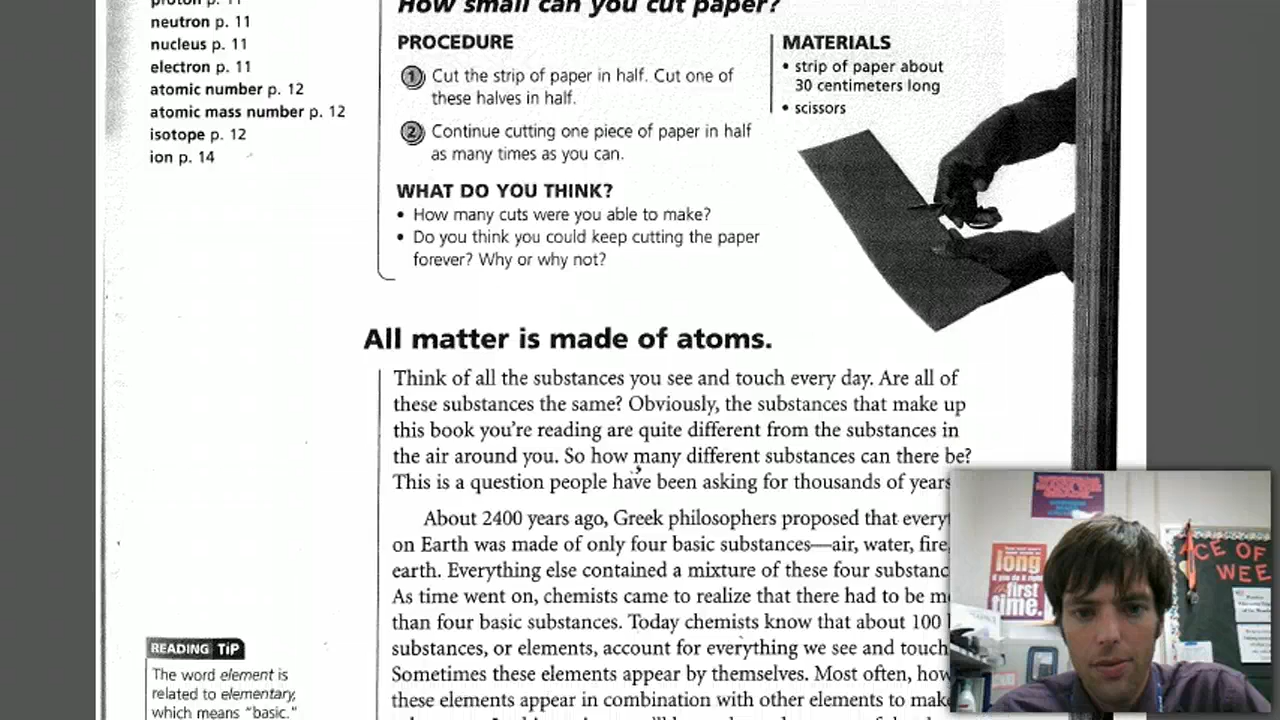 proton p. 11
neutron p. 11
nucleus p. 11
electron p. 11
atomic number p. 12
atomic mass number p. 12
isotope p. 12
ion p. 14
How small can you cut paper?
PROCEDURE
1 Cut the strip of paper in half. Cut one of
these halves in half.
2 Continue cutting one piece of paper in half
as many times as you can.
WHAT DO YOU THINK?
• How many cuts were you able to make?
• Do you think you could keep cutting the paper
forever? Why or why not?
MATERIALS
• strip of paper about
30 centimeters long
• scissors
All matter is made of atoms.
Think of all the substances you see and touch every day. Are all of
these substances the same? Obviously, the substances that make up
this book you're reading are quite different from the substances in
the air around you. So how many different substances can there be?
This is a question people have been asking for thousands of years
About 2400 years ago, Greek philosophers proposed that every
on Earth was made of only four basic substances—air, water, fire,
earth. Everything else contained a mixture of these four substanc
As time went on, chemists came to realize that there had to be m
than four basic substances. Today chemists know that about 100
substances, or elements, account for everything we see and touch
Sometimes these elements appear by themselves. Most often, how
these elements appear in combination with other elements to make
READING TiP
The word element is
related to elementary,
which means "basic."
long
if you do it right
the first
time.
ACE OF
WEE